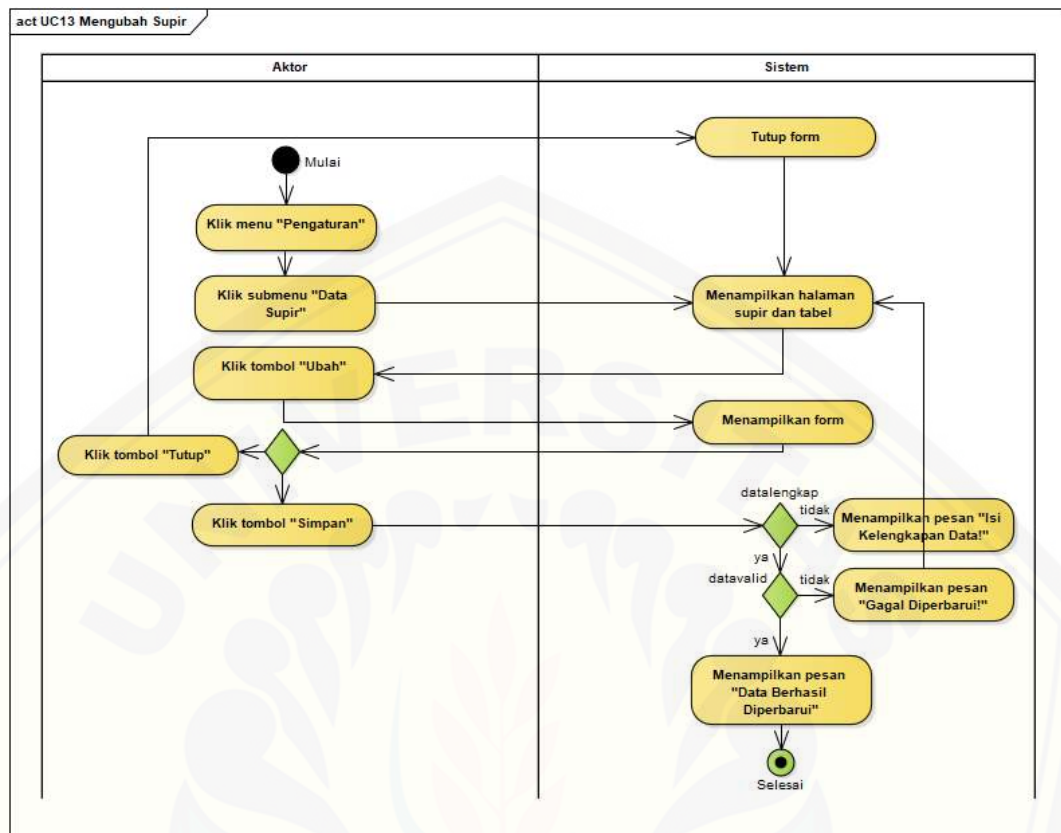 act UC13 Mengubah Supir
Aktor
Sistem
Tutup form
Mulai
Klik menu "Pengaturan"
Klik submenu "Data
Supir"
Menampilkan halaman
supir dan tabel
Klik tombol "Ubah"
Menampilkan form
Klik tombol "Tutup"
Klik tombol "Simpan"
datalengkap
tidak
Menampilkan pesan "Isi
Kelengkapan Data!"
ya
datavalid
tidak
Menampilkan pesan
"Gagal Diperbarui!"
ya
Menampilkan pesan
"Data Berhasil
Diperbarui"
Selesai
UNIVERSITAS